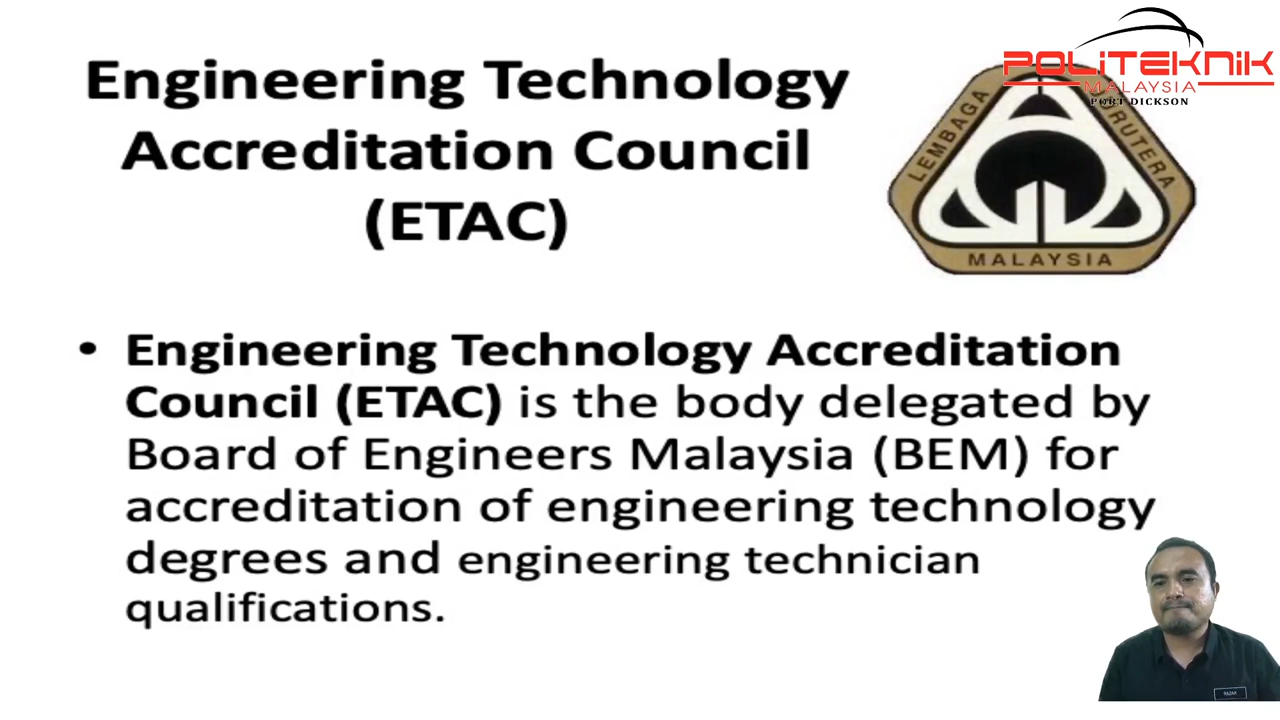 Engineering Technology
Accreditation Council
(ETAC)
POLITEKNIK
MALAYSIA
PORT DICKSON
LEMBAGA
JURUTERA
MALAYSIA
• Engineering Technology Accreditation
Council (ETAC) is the body delegated by
Board of Engineers Malaysia (BEM) for
accreditation of engineering technology
degrees and engineering technician
qualifications.
RAZAK